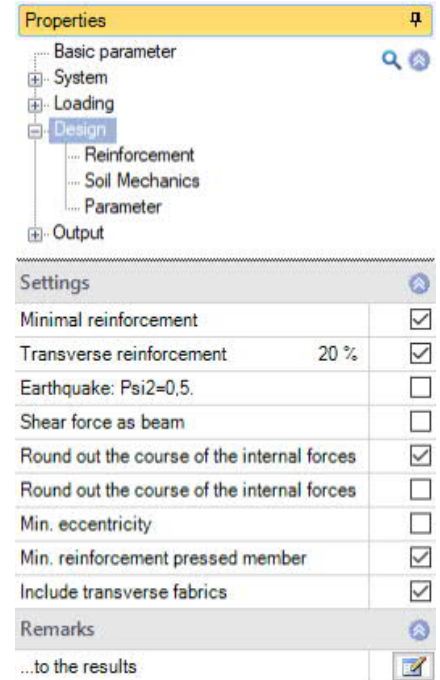 Properties
Basic parameter
System
Loading
Design
Reinforcement
Soil Mechanics
Parameter
Output
Settings
Minimal reinforcement
Transverse reinforcement 20 %
Earthquake: Psi2=0,5.
Shear force as beam
Round out the course of the internal forces
Round out the course of the internal forces
Min. eccentricity
Min. reinforcement pressed member
Include transverse fabrics
Remarks
...to the results